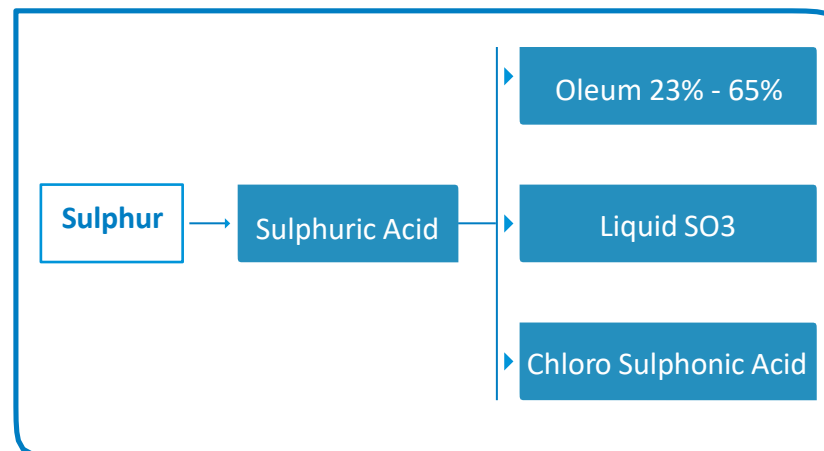 Oleum 23% - 65%
Sulphur
Sulphuric Acid
Liquid SO3
Chloro Sulphonic Acid